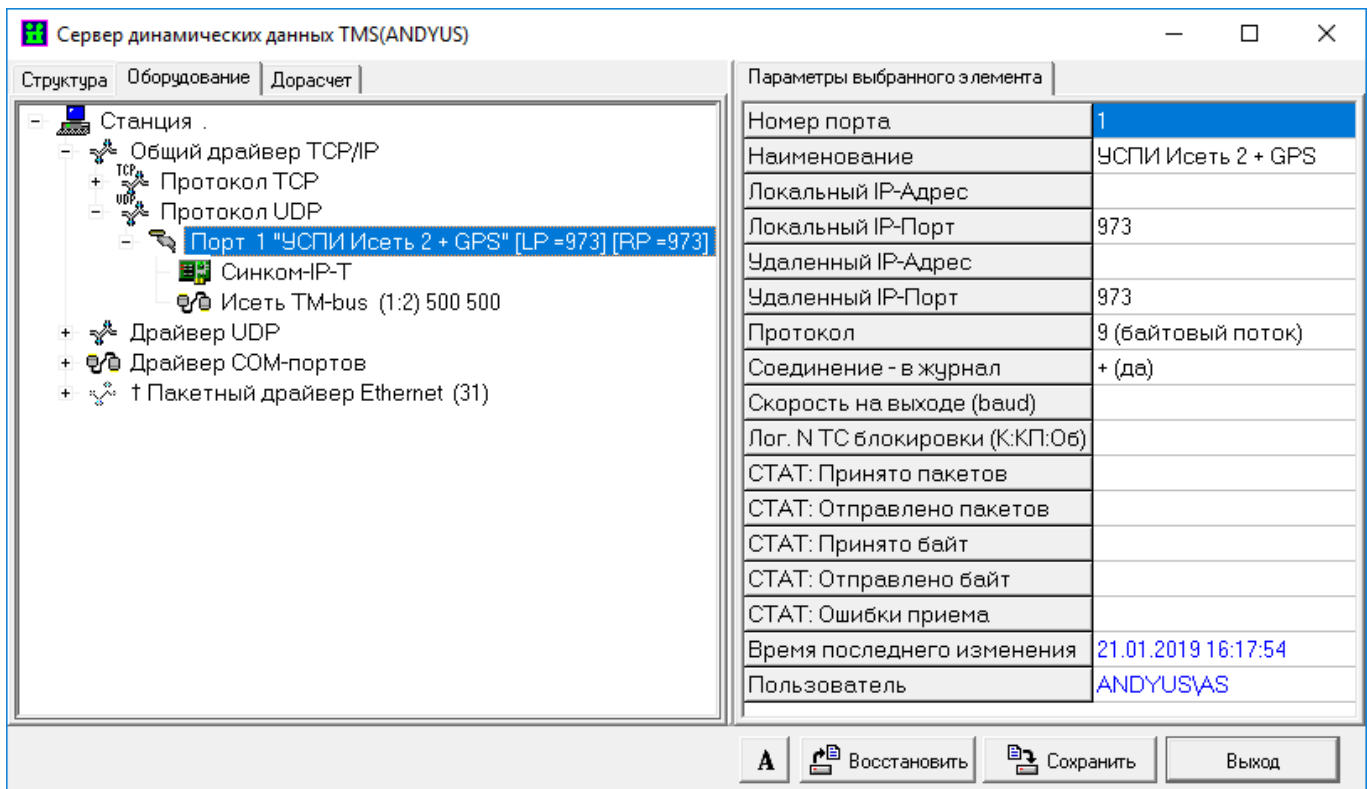 Сервер динамических данных TMS(ANDYUS)
Структура Оборудование Дорасчет
Станция .
Общий драйвер TCP/IP
TCP Протокол TCP
UDP Протокол UDP
Порт 1 "УСПИ Исеть 2 + GPS" [LP =973] [RP =973]
Синком-IP-T
Исеть TM-bus (1:2) 500 500
Драйвер UDP
Драйвер COM-портов
† Пакетный драйвер Ethernet (31)
Параметры выбранного элемента
Номер порта 1
Наименование УСПИ Исеть 2 + GPS
Локальный IP-Адрес
Локальный IP-Порт 973
Удаленный IP-Адрес
Удаленный IP-Порт 973
Протокол 9 (байтовый поток)
Соединение - в журнал + (да)
Скорость на выходе (baud)
Лог. N ТС блокировки (К:КП:Об)
СТАТ: Принято пакетов
СТАТ: Отправлено пакетов
СТАТ: Принято байт
СТАТ: Отправлено байт
СТАТ: Ошибки приема
Время последнего изменения 21.01.2019 16:17:54
Пользователь ANDYUS\AS
A Восстановить Сохранить Выход